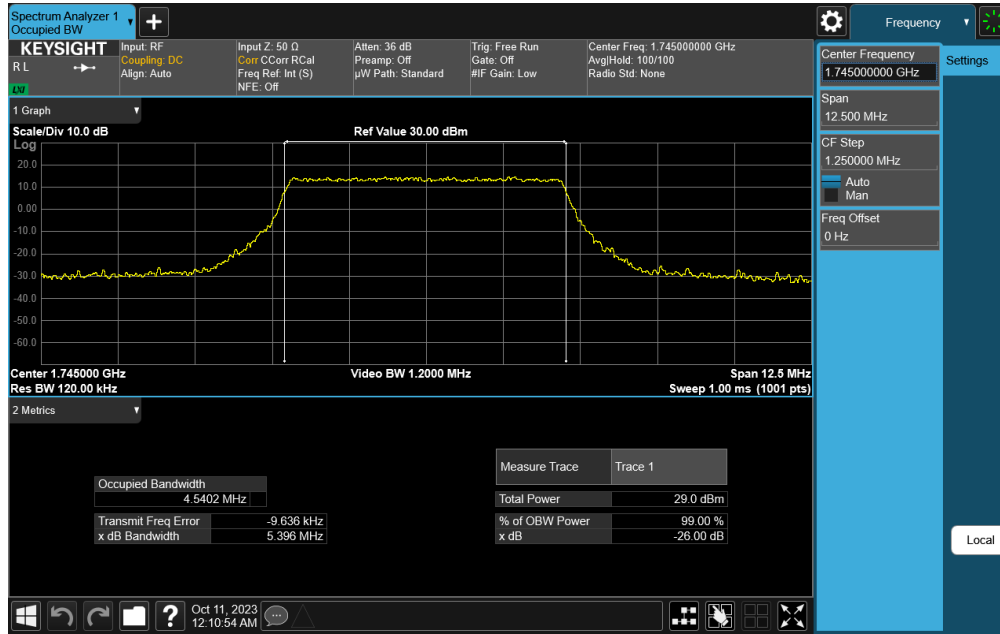 Spectrum Analyzer 1
Occupied BW
+
Frequency
KEYSIGHT
R L
LXI
Input: RF
Coupling: DC
Align: Auto
Input Z: 50 Ω
Corr CCorr RCal
Freq Ref: Int (S)
NFE: Off
Atten: 36 dB
Preamp: Off
µW Path: Standard
Trig: Free Run
Gate: Off
#IF Gain: Low
Center Freq: 1.745000000 GHz
Avg|Hold: 100/100
Radio Std: None
Center Frequency
1.745000000 GHz
Settings
Span
12.500 MHz
CF Step
1.250000 MHz
Auto
Man
Freq Offset
0 Hz
Local
1 Graph
Scale/Div 10.0 dB
Ref Value 30.00 dBm
Log
20.0
10.0
0.00
-10.0
-20.0
-30.0
-40.0
-50.0
-60.0
Center 1.745000 GHz
Video BW 1.2000 MHz
Span 12.5 MHz
Res BW 120.00 kHz
Sweep 1.00 ms (1001 pts)
2 Metrics
Measure Trace
Trace 1
Occupied Bandwidth
4.5402 MHz
Total Power
29.0 dBm
Transmit Freq Error
-9.636 kHz
% of OBW Power
99.00 %
x dB Bandwidth
5.396 MHz
x dB
-26.00 dB
?
Oct 11, 2023
12:10:54 AM